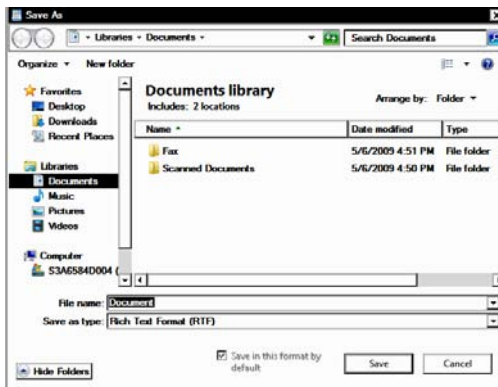 Save As
Libraries
Documents
Search Documents
Organize
New folder
Favorites
Desktop
Downloads
Recent Places
Libraries
Documents
Music
Pictures
Videos
Computer
S3A6584D004 (
Documents library
Includes: 2 locations
Arrange by: Folder
Name
Date modified
Type
Fax
5/6/2009 4:51 PM
File folder
Scanned Documents
5/6/2009 4:50 PM
File folder
File name: Document
Save as type: Rich Text Format (RTF)
Hide Folders
Save in this format by
default
Save
Cancel